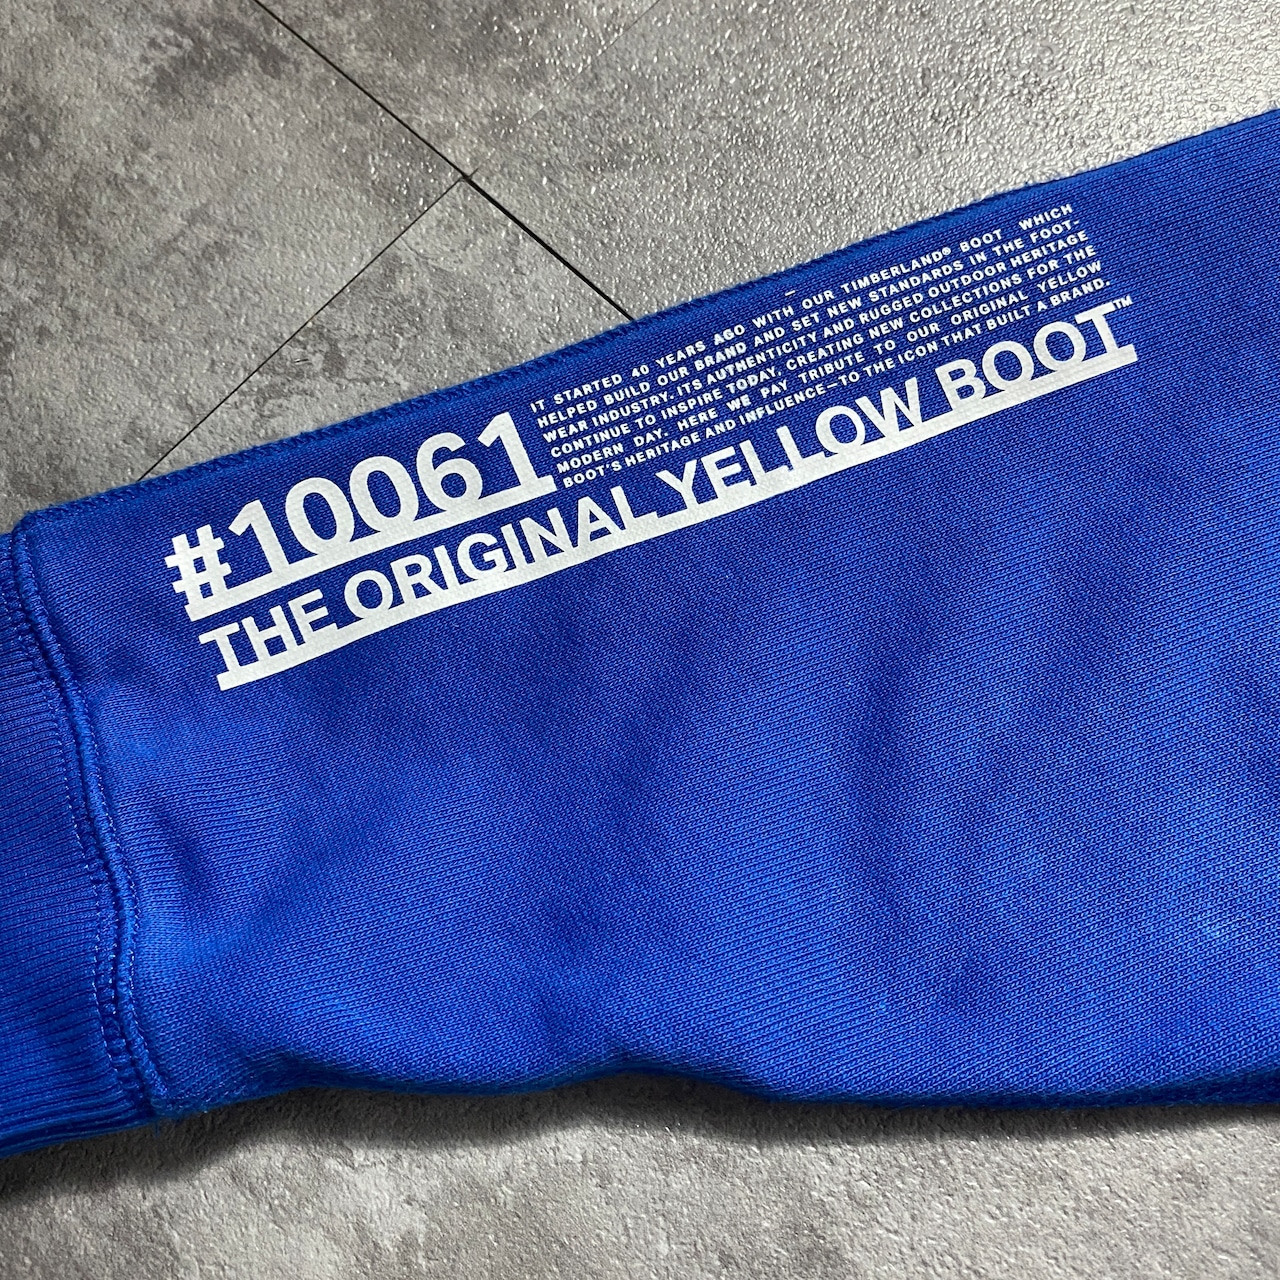 IT STARTED 40 YEARS AGO WITH OUR TIMBERLAND® BOOT WHICH
HELPED BUILD OUR BRAND AND SET NEW STANDARDS IN THE FOOT-
WEAR INDUSTRY. ITS AUTHENTICITY AND RUGGED OUTDOOR HERITAGE
CONTINUE TO INSPIRE TODAY, CREATING NEW COLLECTIONS FOR THE
MODERN DAY. HERE WE PAY TRIBUTE TO OUR ORIGINAL YELLOW
BOOT'S HERITAGE AND INFLUENCE—TO THE ICON THAT BUILT A BRAND.
#10061
THE ORIGINAL YELLOW BOOT™